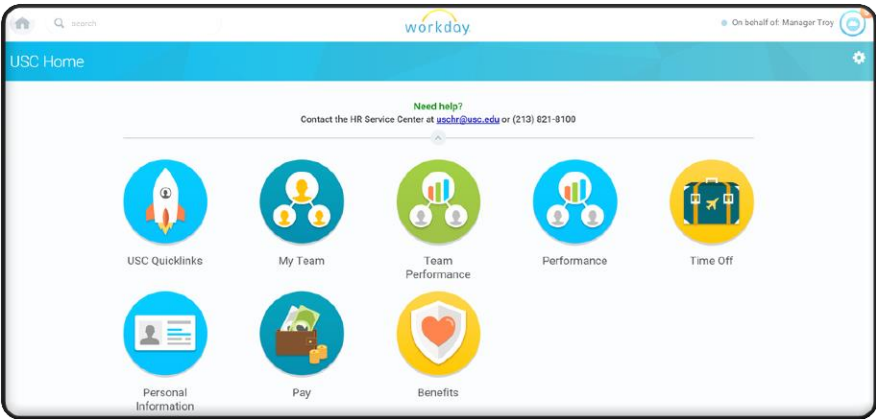 search
workday
On behalf of: Manager Troy
USC Home
Need help?
Contact the HR Service Center at uschr@usc.edu or (213) 821-8100
USC Quicklinks
My Team
Team
Performance
Performance
Time Off
Personal
Information
Pay
Benefits